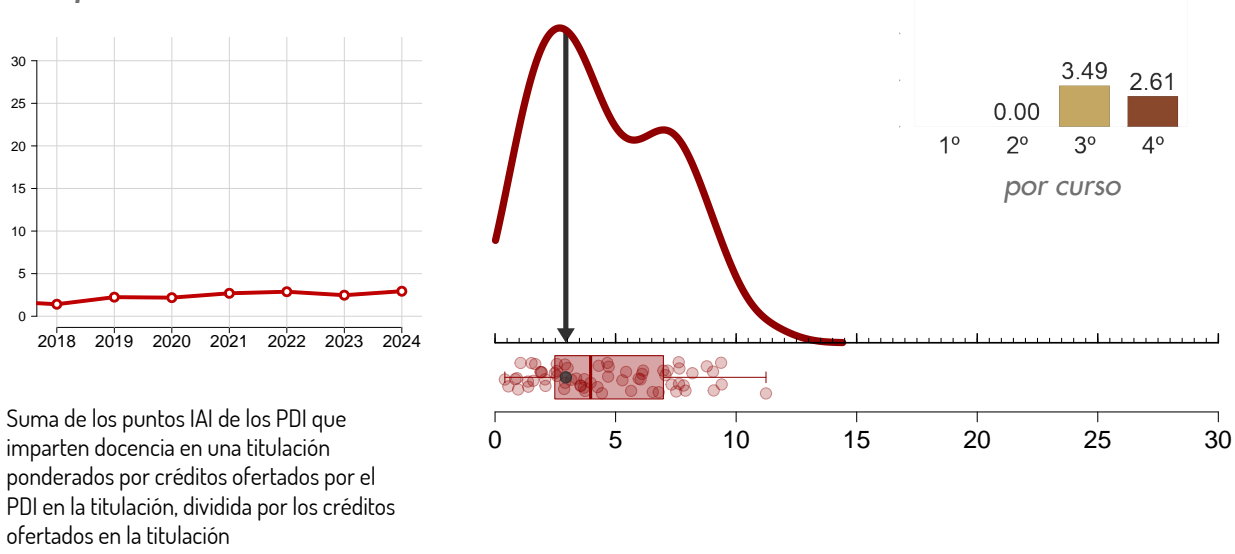 30
25
20
15
10
5
0
2018 2019 2020 2021 2022 2023 2024
3.49
2.61
0.00
1º 2º 3º 4º
por curso
0 5 10 15 20 25 30
Suma de los puntos IAI de los PDI que
imparten docencia en una titulación
ponderados por créditos ofertados por el
PDI en la titulación, dividida por los créditos
ofertados en la titulación